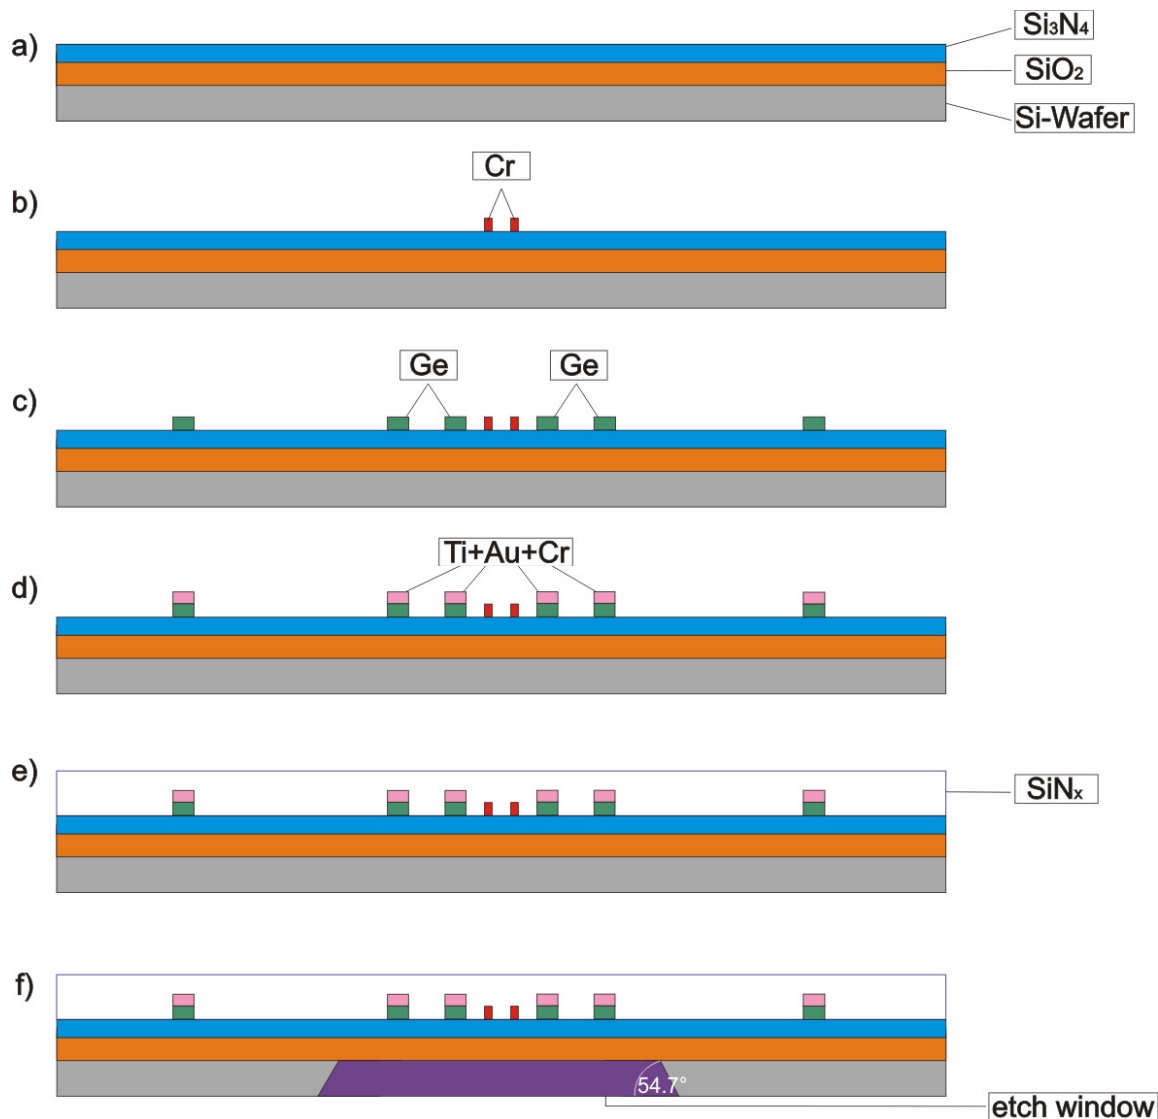 a)
Si₃N₄
SiO₂
Si-Wafer
b)
Cr
c)
Ge
Ge
d)
Ti+Au+Cr
e)
SiNₓ
f)
54.7°
etch window